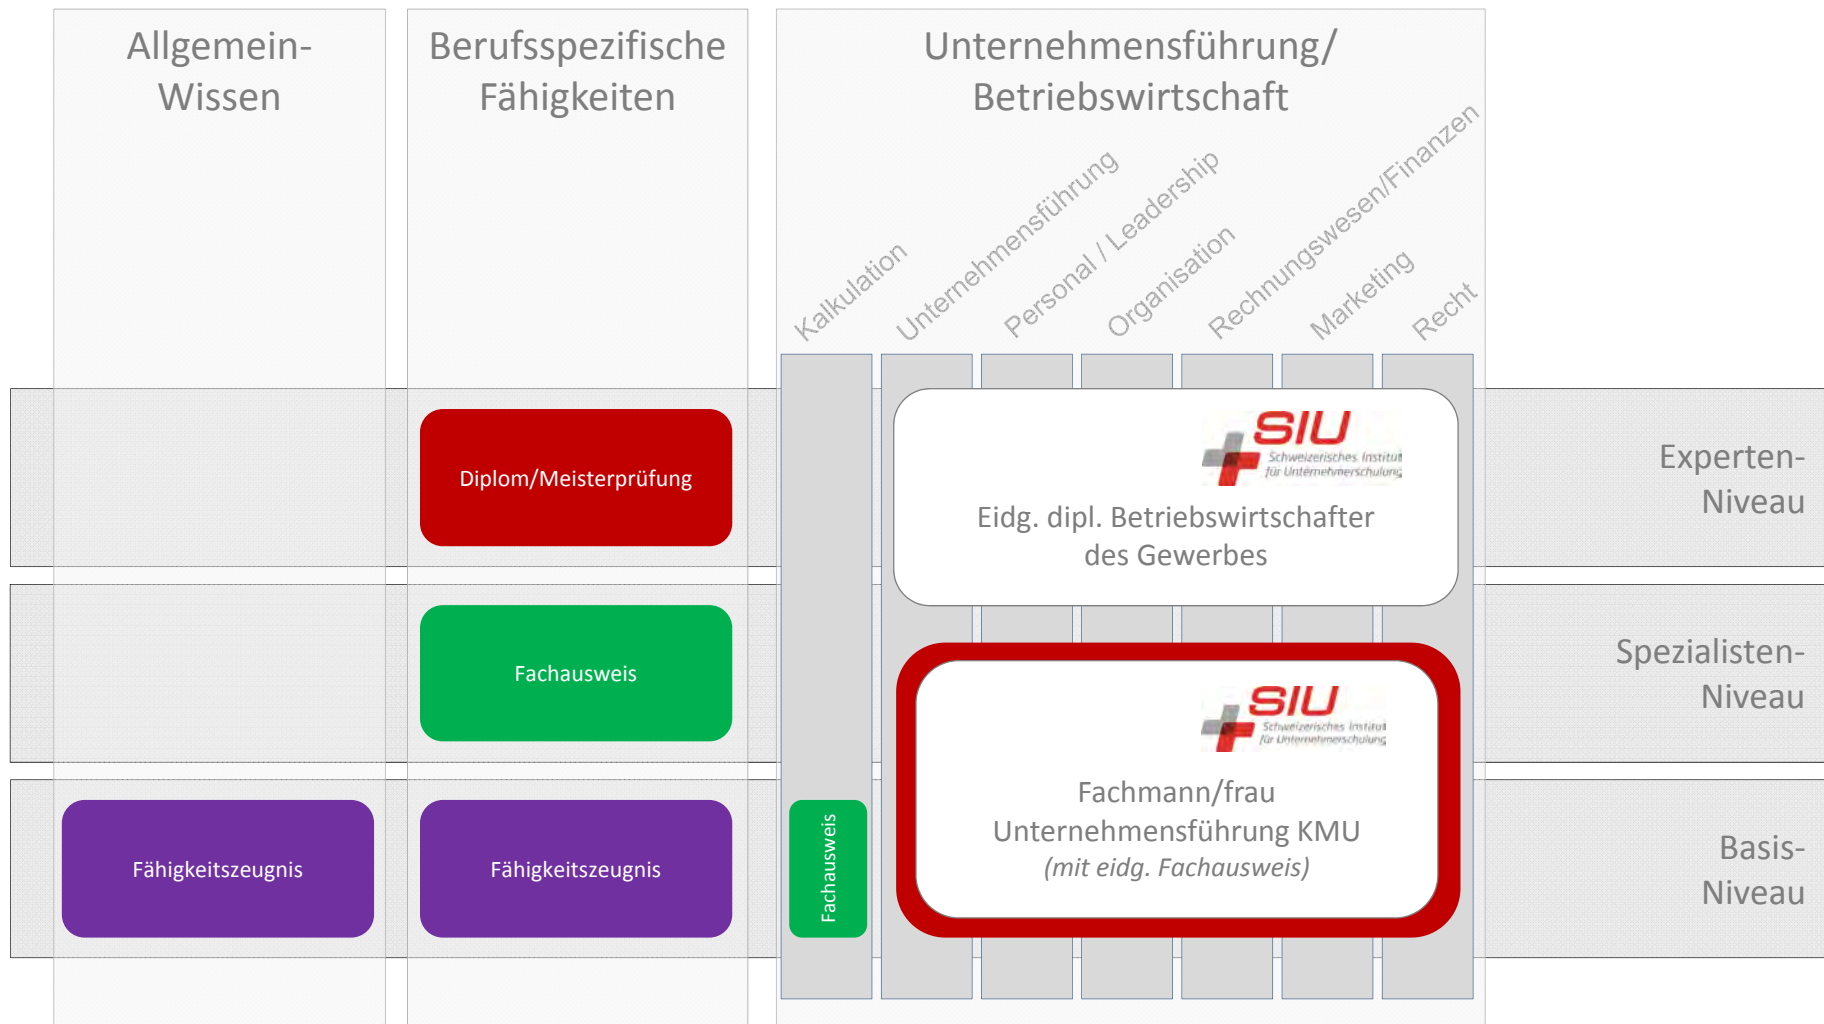 Allgemein-
Wissen
Berufsspezifische
Fähigkeiten
Unternehmensführung/
Betriebswirtschaft
Kalkulation
Unternehmensführung
Personal / Leadership
Organisation
Rechnungswesen/Finanzen
Marketing
Recht
Diplom/Meisterprüfung
SIU
Schweizerisches Institut
für Unternehmerschulung
Eidg. dipl. Betriebswirtschafter
des Gewerbes
Experten-
Niveau
Fachausweis
Spezialisten-
Niveau
SIU
Schweizerisches Institut
für Unternehmerschulung
Fähigkeitszeugnis
Fähigkeitszeugnis
Fachausweis
Fachmann/frau
Unternehmensführung KMU
(mit eidg. Fachausweis)
Basis-
Niveau